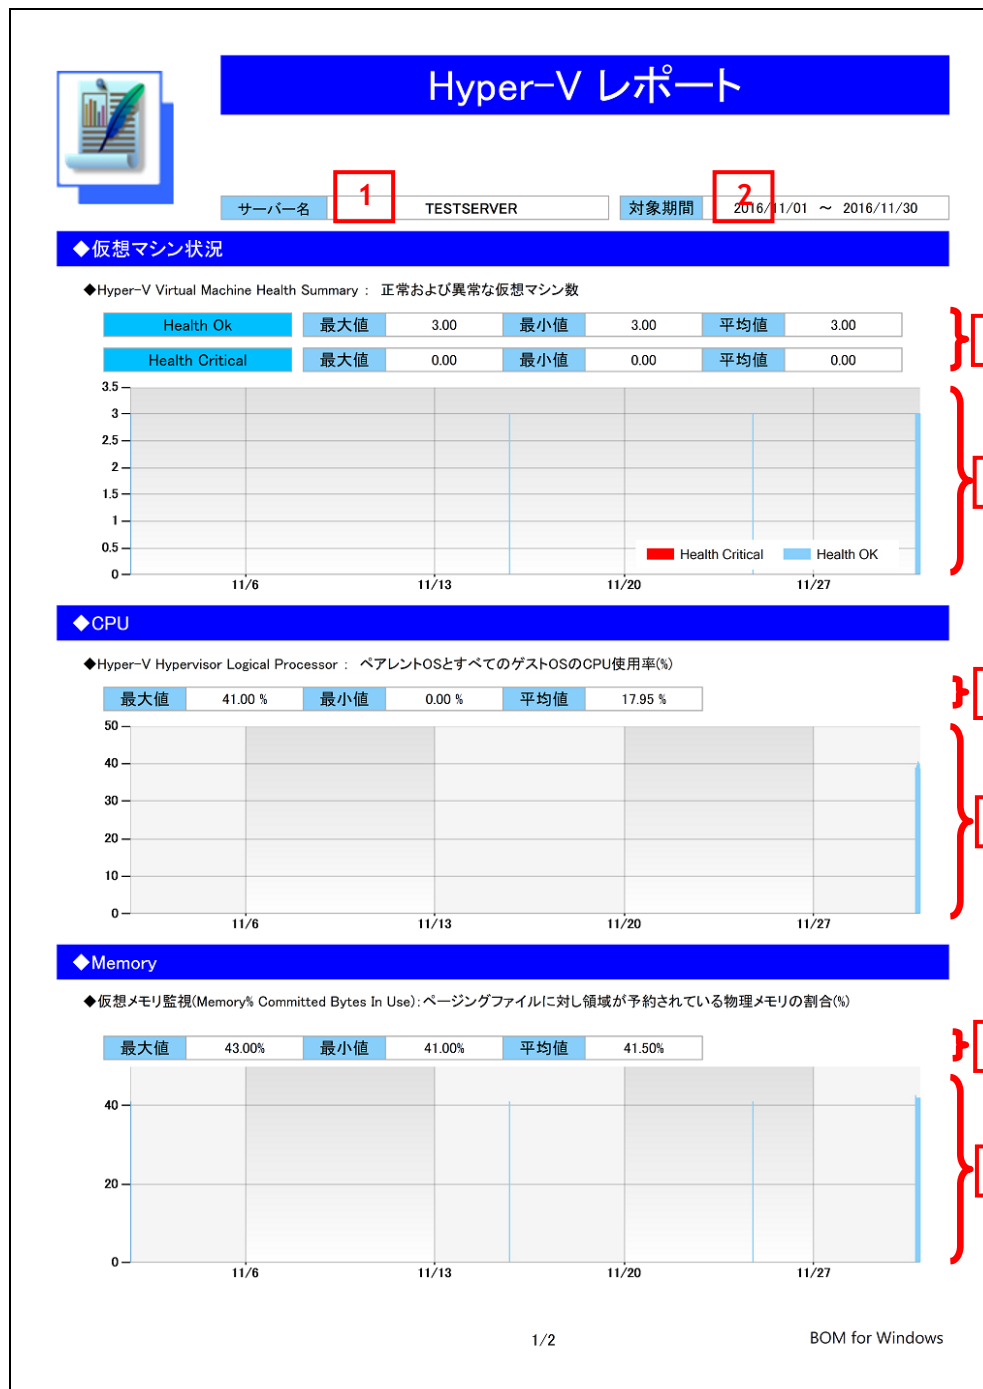 Hyper-V レポート
サーバー名 1 TESTSERVER 対象期間 2 2016/11/01 ～ 2016/11/30
◆仮想マシン状況
◆Hyper-V Virtual Machine Health Summary： 正常および異常な仮想マシン数
Health Ok 最大値 3.00 最小値 3.00 平均値 3.00
Health Critical 最大値 0.00 最小値 0.00 平均値 0.00
3.5
3
2.5
2
1.5
1
0.5
Health Critical Health OK
0
11/6 11/13 11/20 11/27
◆CPU
◆Hyper-V Hypervisor Logical Processor： ペアレントOSとすべてのゲストOSのCPU使用率(%)
最大値 41.00 % 最小値 0.00 % 平均値 17.95 %
50
40
30
20
10
0
11/6 11/13 11/20 11/27
◆Memory
◆仮想メモリ監視(Memory% Committed Bytes In Use)：ページングファイルに対し領域が予約されている物理メモリの割合(%)
最大値 43.00% 最小値 41.00% 平均値 41.50%
40
20
0
11/6 11/13 11/20 11/27
1/2 BOM for Windows